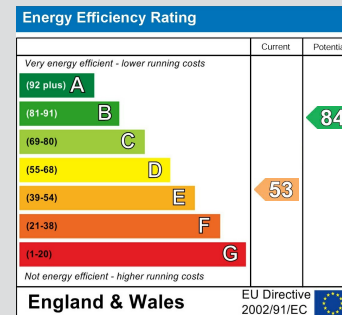 Energy Efficiency Rating
Current
Very energy efficient - lower running costs
(92 plus) A
(81-91) B
84
(69-80) C
(55-68) D
(39-54) E
53
(21-38) F
(1-20) G
Not energy efficient - higher running costs
England & Wales
EU Directive
2002/91/EC